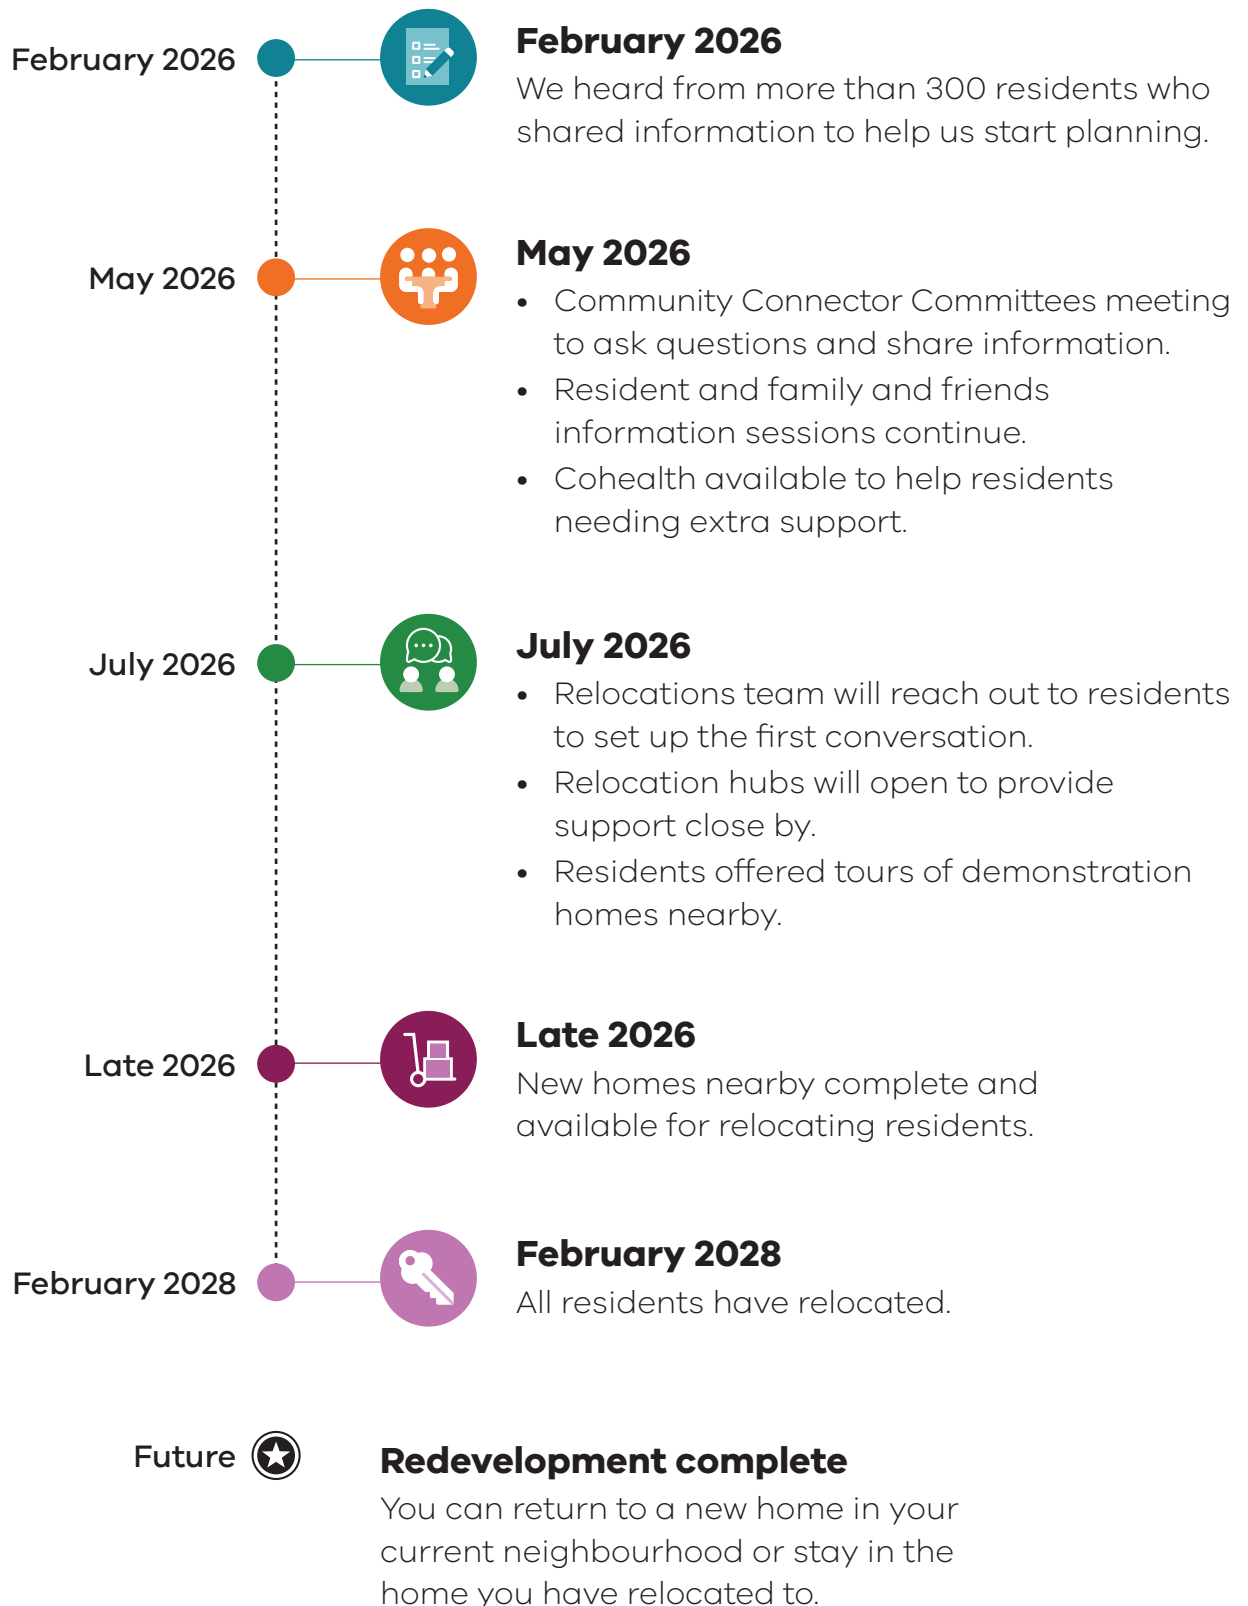 February 2026
February 2026
We heard from more than 300 residents who
shared information to help us start planning.
May 2026
May 2026
• Community Connector Committees meeting
to ask questions and share information.
• Resident and family and friends
information sessions continue.
• Cohealth available to help residents
needing extra support.
July 2026
July 2026
• Relocations team will reach out to residents
to set up the first conversation.
• Relocation hubs will open to provide
support close by.
• Residents offered tours of demonstration
homes nearby.
Late 2026
Late 2026
New homes nearby complete and
available for relocating residents.
February 2028
February 2028
All residents have relocated.
Future
Redevelopment complete
You can return to a new home in your
current neighbourhood or stay in the
home you have relocated to.